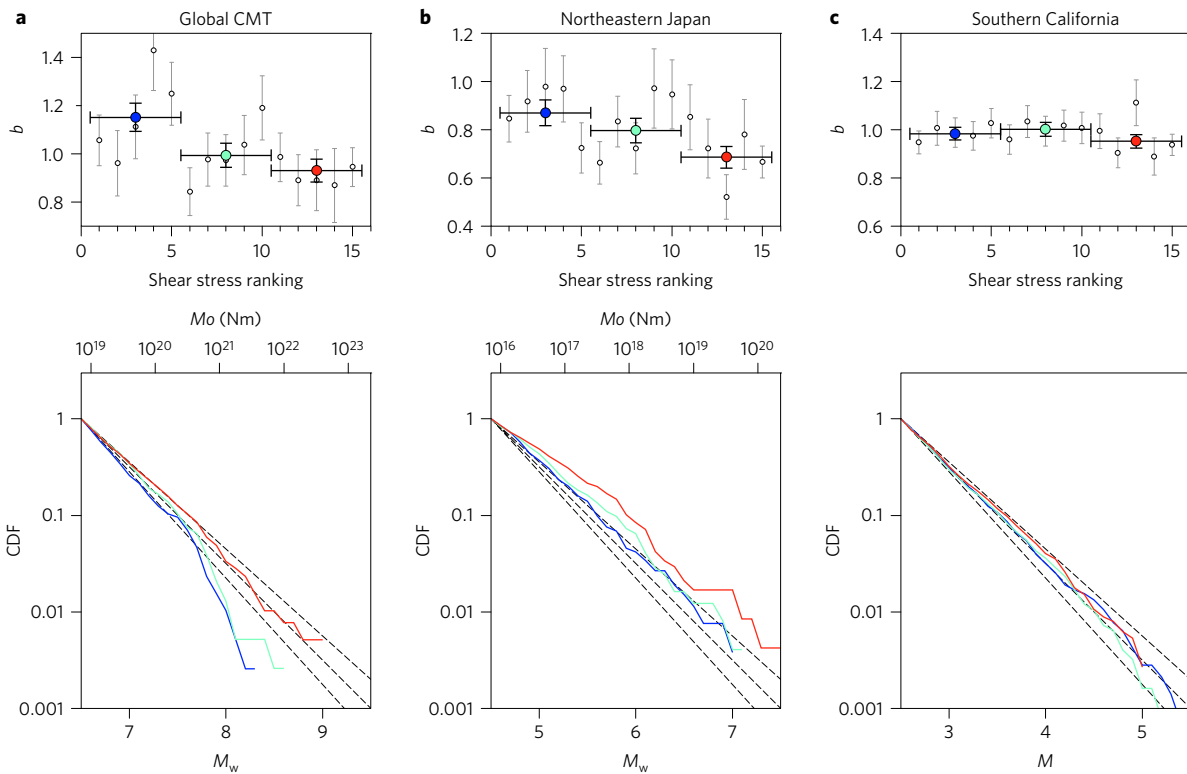 a
Global CMT
1.4
1.2
1.0
0.8
b
0 5 10 15
Shear stress ranking
b
Northeastern Japan
1.2
1.0
0.8
0.6
0.4
b
0 5 10 15
Shear stress ranking
c
Southern California
1.4
1.2
1.0
0.8
0.6
b
0 5 10 15
Shear stress ranking
Mo (Nm)
10¹⁹ 10²⁰ 10²¹ 10²² 10²³
1
0.1
0.01
0.001
CDF
7 8 9
Mw
Mo (Nm)
10¹⁶ 10¹⁷ 10¹⁸ 10¹⁹ 10²⁰
1
0.1
0.01
0.001
CDF
5 6 7
Mw
1
0.1
0.01
0.001
CDF
3 4 5
M